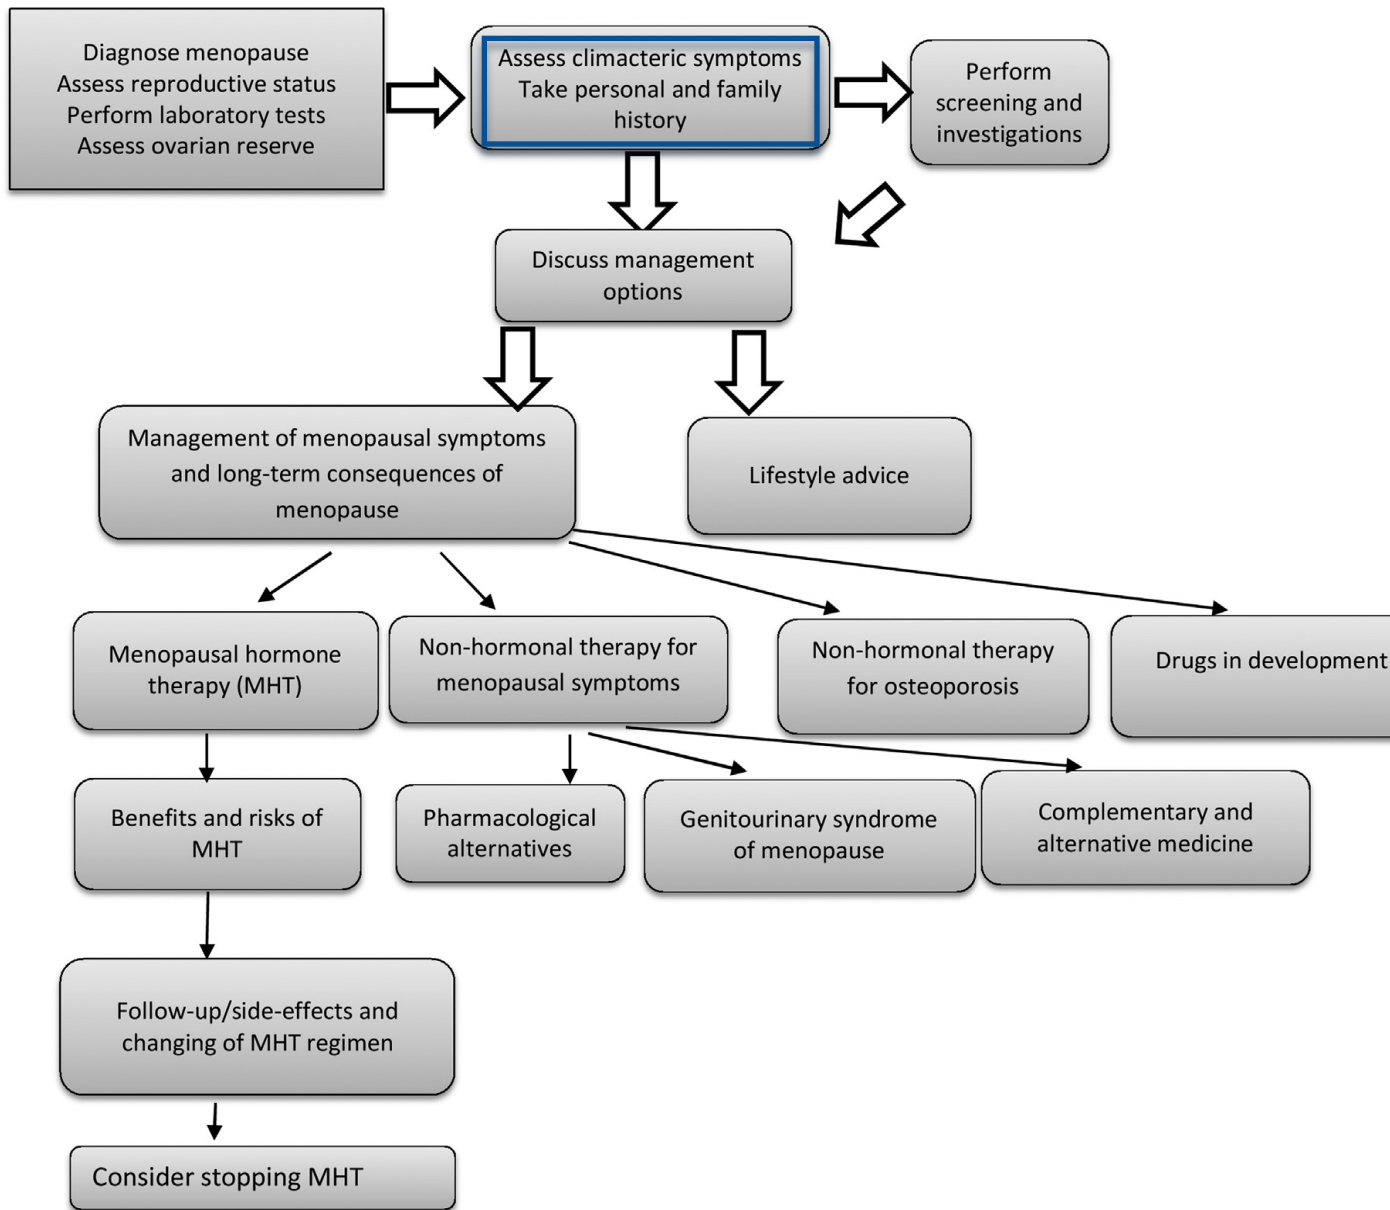 Diagnose menopause
Assess reproductive status
Perform laboratory tests
Assess ovarian reserve
Assess climacteric symptoms
Take personal and family
history
Perform
screening and
investigations
Discuss management
options
Management of menopausal symptoms
and long-term consequences of
menopause
Lifestyle advice
Menopausal hormone
therapy (MHT)
Non-hormonal therapy for
menopausal symptoms
Non-hormonal therapy
for osteoporosis
Drugs in development
Benefits and risks of
MHT
Pharmacological
alternatives
Genitourinary syndrome
of menopause
Complementary and
alternative medicine
Follow-up/side-effects and
changing of MHT regimen
Consider stopping MHT